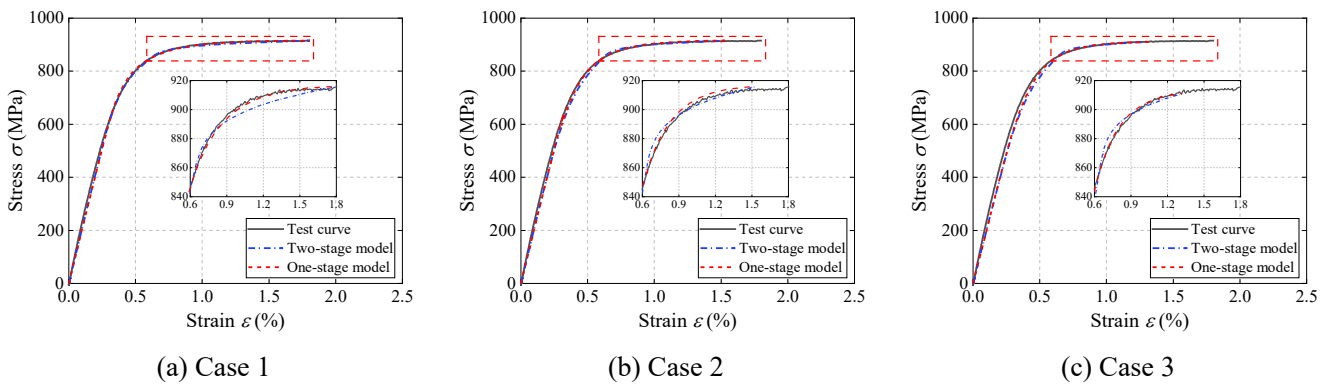 1000
800
600
400
200
0
Stress σ (MPa)
920
900
880
860
840
0.6 0.9 1.2 1.5 1.8
Test curve
Two-stage model
One-stage model
0.0 0.5 1.0 1.5 2.0 2.5
Strain ε (%)
(a) Case 1
1000
800
600
400
200
0
Stress σ (MPa)
920
900
880
860
840
0.6 0.9 1.2 1.5 1.8
Test curve
Two-stage model
One-stage model
0.0 0.5 1.0 1.5 2.0 2.5
Strain ε (%)
(b) Case 2
1000
800
600
400
200
0
Stress σ (MPa)
920
900
880
860
840
0.6 0.9 1.2 1.5 1.8
Test curve
Two-stage model
One-stage model
0.0 0.5 1.0 1.5 2.0 2.5
Strain ε (%)
(c) Case 3